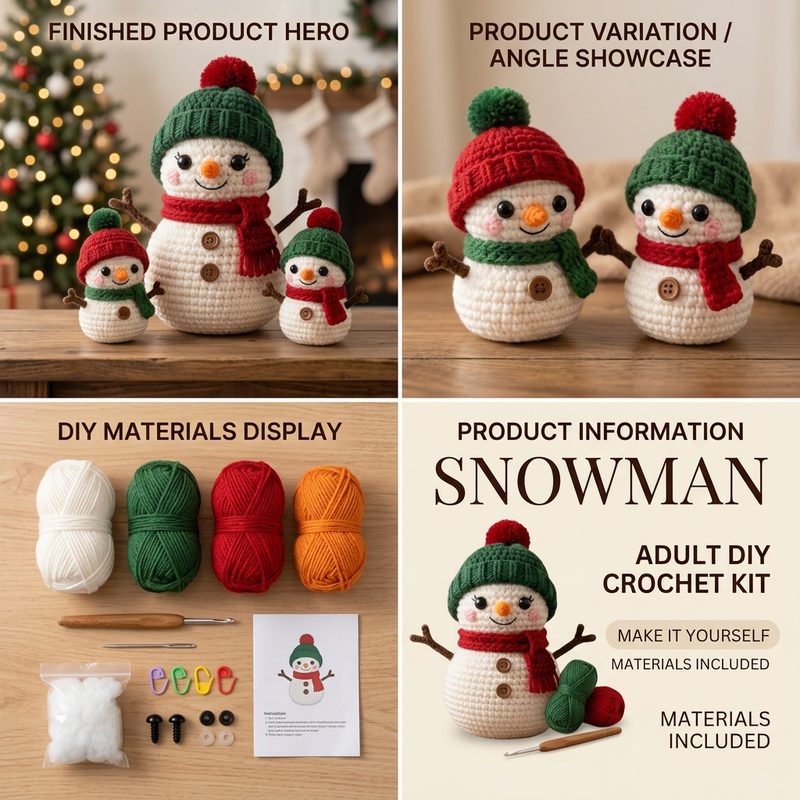 FINISHED PRODUCT HERO
PRODUCT VARIATION /
ANGLE SHOWCASE
DIY MATERIALS DISPLAY
Instruction
PRODUCT INFORMATION
SNOWMAN
ADULT DIY
CROCHET KIT
MAKE IT YOURSELF
MATERIALS INCLUDED
MATERIALS
INCLUDED